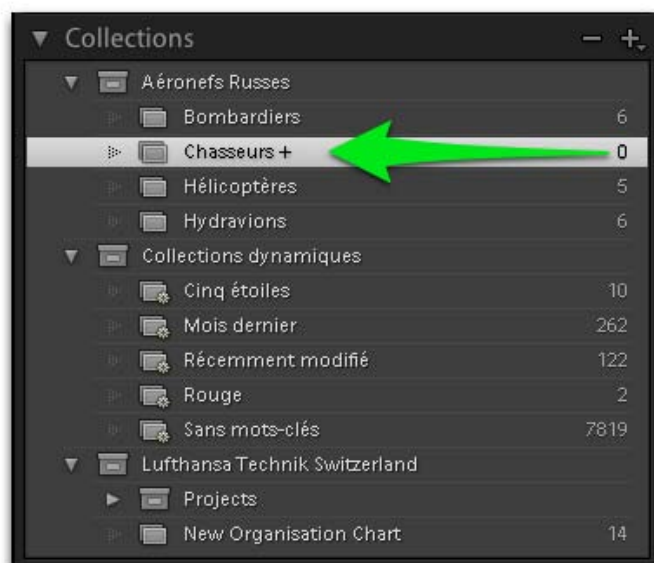 Collections
Aéronefs Russes
Bombardiers 6
Chasseurs + 0
Hélicoptères 5
Hydravions 6
Collections dynamiques
Cinq étoiles 10
Mois dernier 262
Récemment modifié 122
Rouge 2
Sans mots-clés 7819
Lufthansa Technik Switzerland
Projects
New Organisation Chart 14